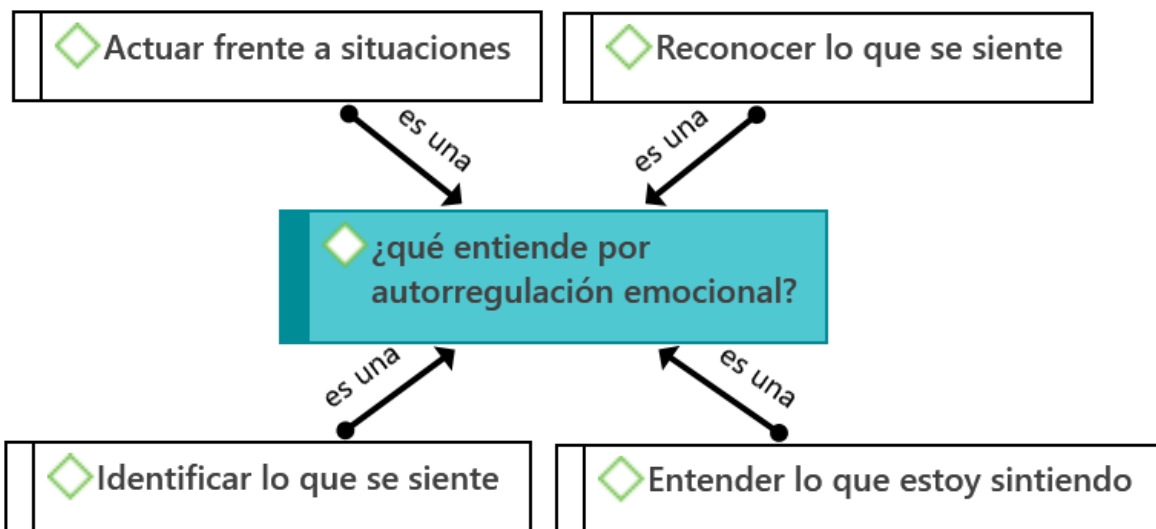 Actuar frente a situaciones
Reconocer lo que se siente
es una
es una
¿qué entiende por
autorregulación emocional?
es una
es una
Identificar lo que se siente
Entender lo que estoy sintiendo